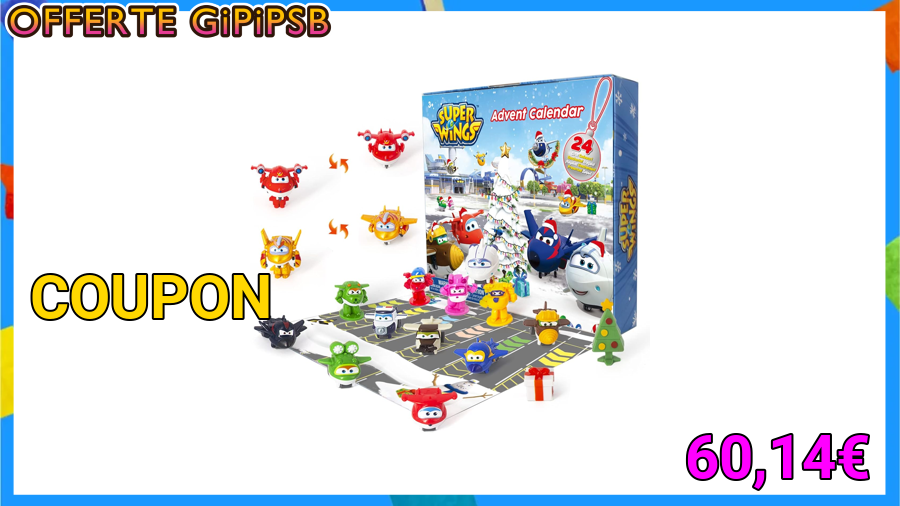 OFFERTE GiPiPSB
SUPER
WINGS
Advent Calendar
24
SUPER
WINGS
COUPON
60,14€